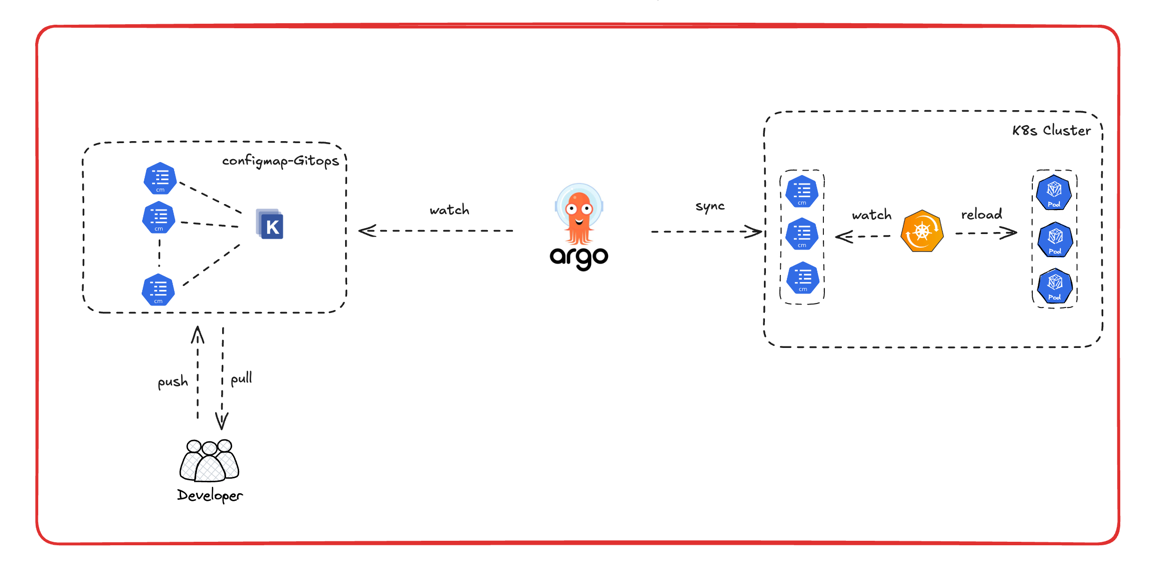 K8s Cluster
configmap-Gitops
cm
cm
cm
K
watch
argo
sync
cm
cm
cm
watch
reload
Pod
Pod
Pod
push
pull
Developer